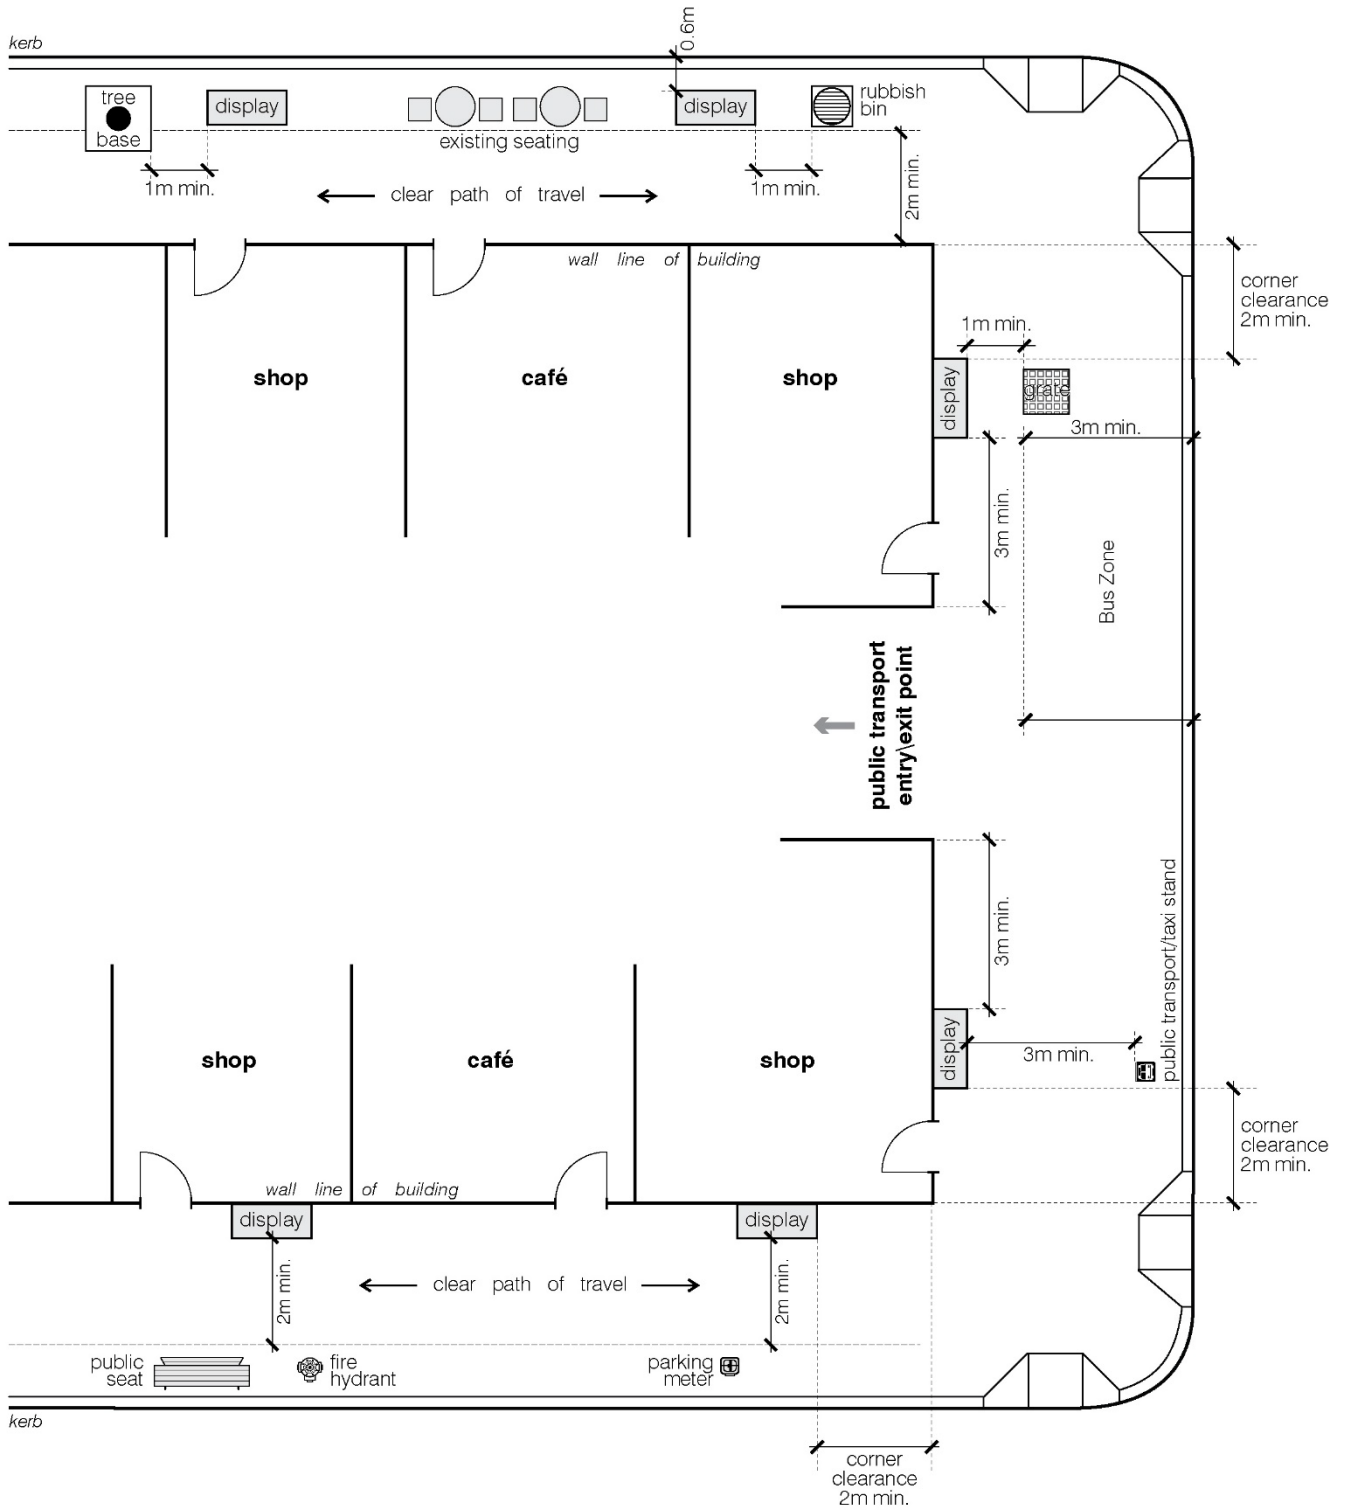 kerb
0.6m
tree
base
display
existing seating
display
rubbish
bin
1m min.
clear path of travel
1m min.
2m min.
wall line of building
corner
clearance
2m min.
1m min.
shop
café
shop
display
grate
3m min.
3m min.
Bus Zone
public transport
entry\exit point
3m min.
public transport/taxi stand
display
3m min.
shop
café
shop
corner
clearance
2m min.
wall line of building
display
display
2m min.
clear path of travel
2m min.
public
seat
fire
hydrant
parking
meter
kerb
corner
clearance
2m min.